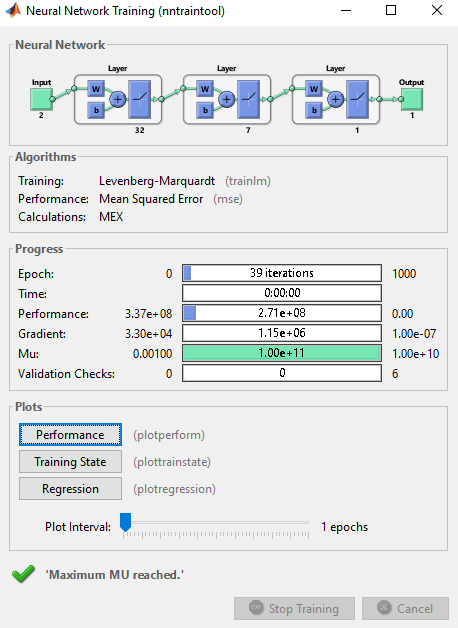 Neural Network Training (nntraintool)
Neural Network
Layer Layer Layer
Input Output
W W W
b b b
+ + +
2 32 7 1 1
Algorithms
Training: Levenberg-Marquardt (trainlm)
Performance: Mean Squared Error (mse)
Calculations: MEX
Progress
Epoch: 0 39 iterations 1000
Time: 0:00:00
Performance: 3.37e+08 2.71e+08 0.00
Gradient: 3.30e+04 1.15e+06 1.00e-07
Mu: 0.00100 1.00e+11 1.00e+10
Validation Checks: 0 0 6
Plots
Performance (plotperform)
Training State (plottrainstate)
Regression (plotregression)
Plot Interval: 1 epochs
'Maximum MU reached.'
Stop Training Cancel